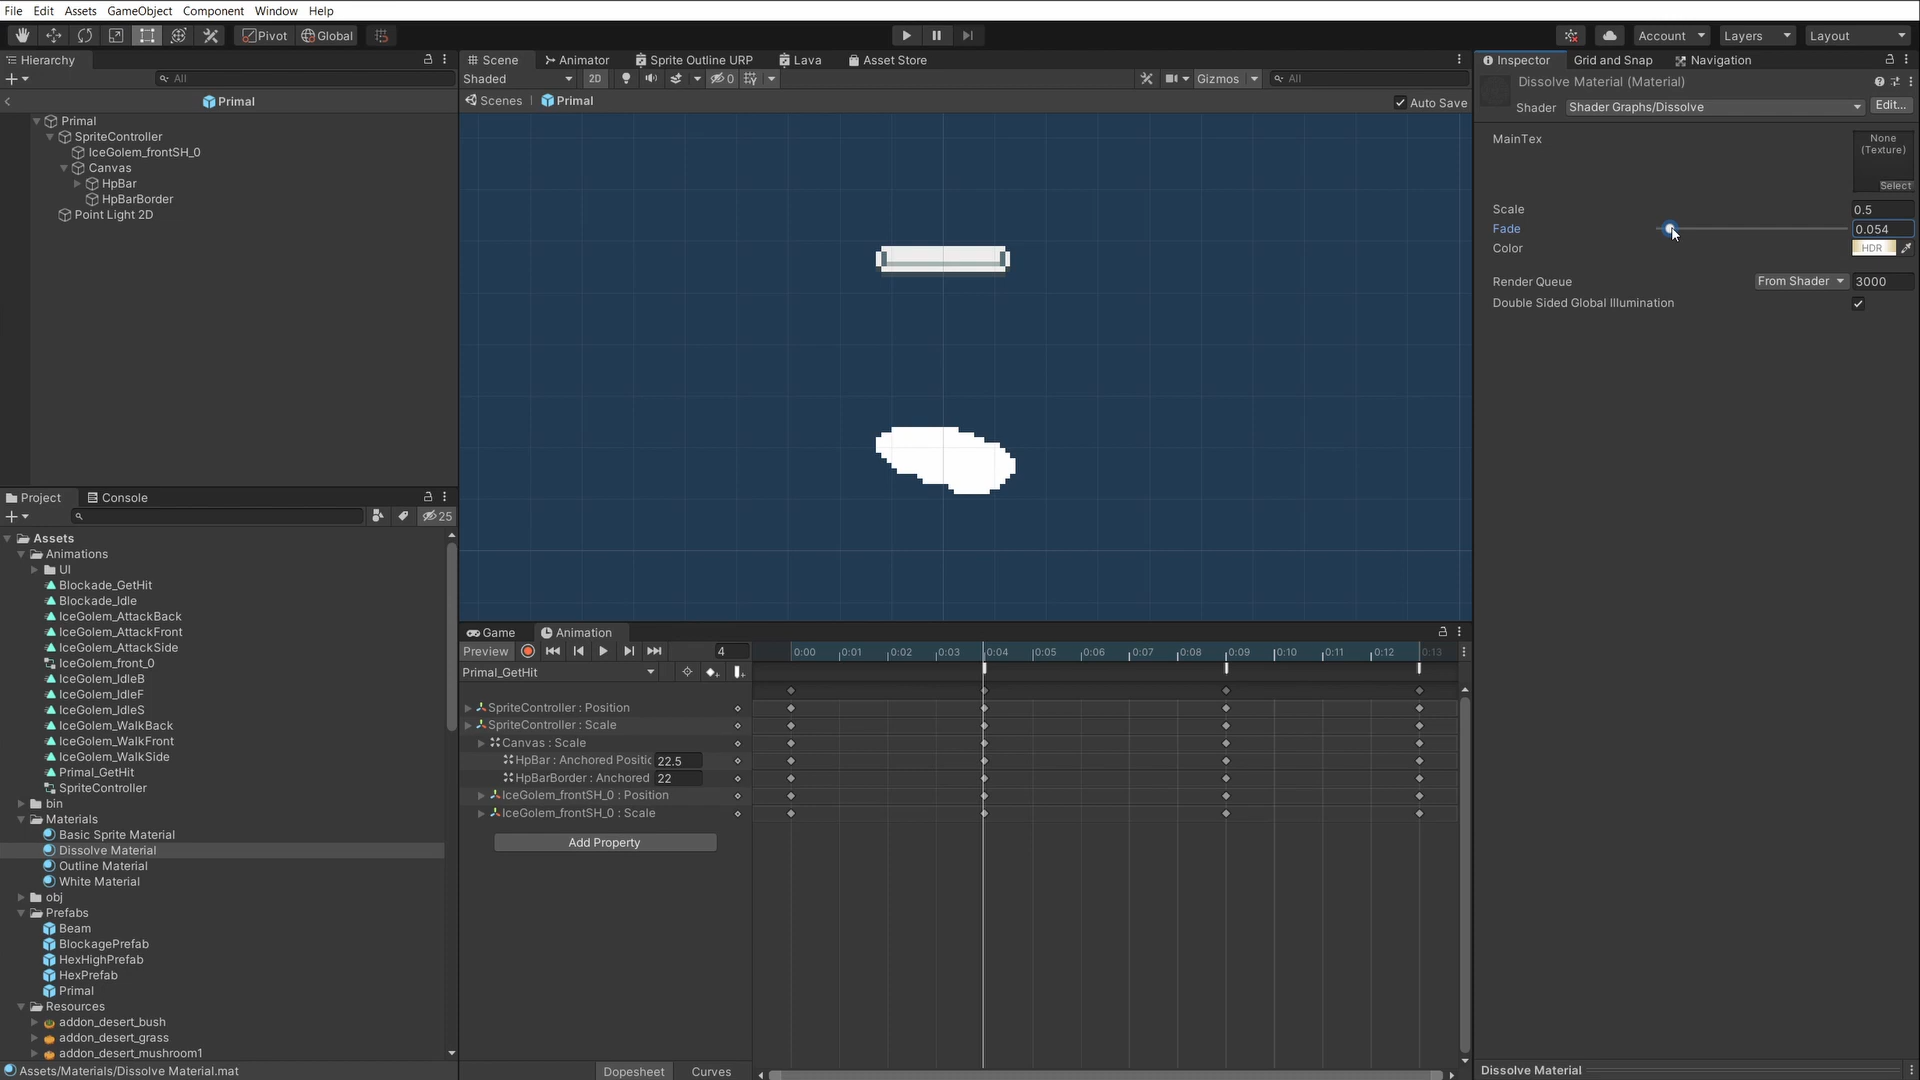 File Edit Assets GameObject Component Window Help
Pivot Global Account Layers Layout
Hierarchy
All
Primal
Primal
SpriteController
IceGolem_frontSH_0
Canvas
HpBar
HpBarBorder
Point Light 2D
Scene Animator Sprite Outline URP Lava Asset Store
Shaded 2D 0 Gizmos All
Scenes Primal Auto Save
Inspector Grid and Snap Navigation
Dissolve Material (Material)
Shader Shader Graphs/Dissolve Edit...
MainTex None
(Texture)
Select
Scale 0.5
Fade 0.054
Color HDR
Render Queue From Shader 3000
Double Sided Global Illumination
Project Console
25
Assets
Animations
UI
Blockade_GetHit
Blockade_Idle
IceGolem_AttackBack
IceGolem_AttackFront
IceGolem_AttackSide
IceGolem_front_0
IceGolem_IdleB
IceGolem_IdleF
IceGolem_IdleS
IceGolem_WalkBack
IceGolem_WalkFront
IceGolem_WalkSide
Primal_GetHit
SpriteController
bin
Materials
Basic Sprite Material
Dissolve Material
Outline Material
White Material
obj
Prefabs
Beam
BlockagePrefab
HexHighPrefab
HexPrefab
Primal
Resources
addon_desert_bush
addon_desert_grass
addon_desert_mushroom1
Assets/Materials/Dissolve Material.mat
Game Animation
Preview 4 0:00 0:01 0:02 0:03 0:04 0:05 0:06 0:07 0:08 0:09 0:10 0:11 0:12 0:13
Primal_GetHit
SpriteController : Position
SpriteController : Scale
Canvas : Scale
HpBar : Anchored Positic 22.5
HpBarBorder : Anchored 22
IceGolem_frontSH_0 : Position
IceGolem_frontSH_0 : Scale
Add Property
Dopesheet Curves
Dissolve Material